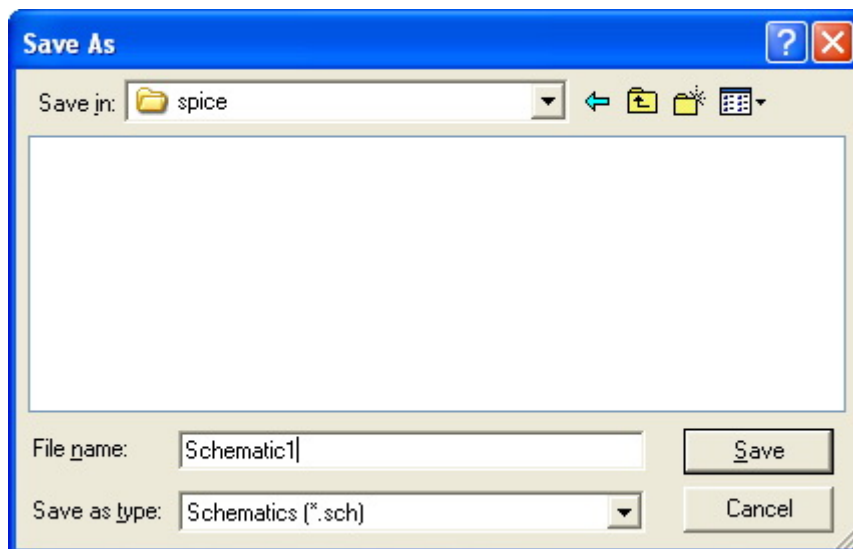 Save As
Save in: spice
File name: Schematic1
Save
Save as type: Schematics (*.sch)
Cancel